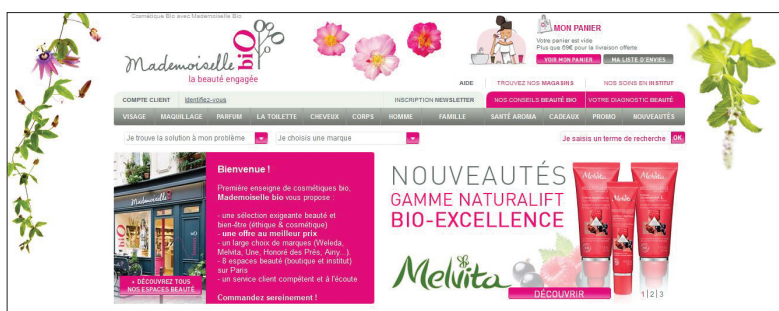 Cosmétique Bio avec Mademoiselle Bio
Mademoiselle biO
la beauté engagée
MON PANIER
Votre panier est vide
Plus que 69€ pour la livraison offerte
VOIR MON PANIER
MA LISTE D'ENVIES
AIDE
TROUVEZ NOS MAGASINS
NOS SOINS EN INSTITUT
COMPTE CLIENT
Identifiez-vous
INSCRIPTION NEWSLETTER
NOS CONSEILS BEAUTÉ BIO
VOTRE DIAGNOSTIC BEAUTÉ
VISAGE MAQUILLAGE PARFUM LA TOILETTE CHEVEUX CORPS HOMME FAMILLE SANTÉ AROMA CADEAUX PROMO NOUVEAUTÉS
Je trouve la solution à mon problème
Je choisis une marque
Je saisis un terme de recherche OK
Mademoiselle
biO
» DÉCOUVREZ TOUS
NOS ESPACES BEAUTÉ
Bienvenue !
Première enseigne de cosmétiques bio,
Mademoiselle bio vous propose :
- une sélection exigeante beauté et
bien-être (éthique & cosmétique)
- une offre au meilleur prix
- un large choix de marques (Weleda,
Melvita, Une, Honoré des Prés, Airy...)
- 8 espaces beauté (boutique et institut)
sur Paris
- un service client compétent et à l'écoute
Commandez sereinement !
NOUVEAUTÉS
GAMME NATURALIFT
BIO-EXCELLENCE
Melvita
DÉCOUVRIR
1|2|3
Melvita
Melvita
Melvita